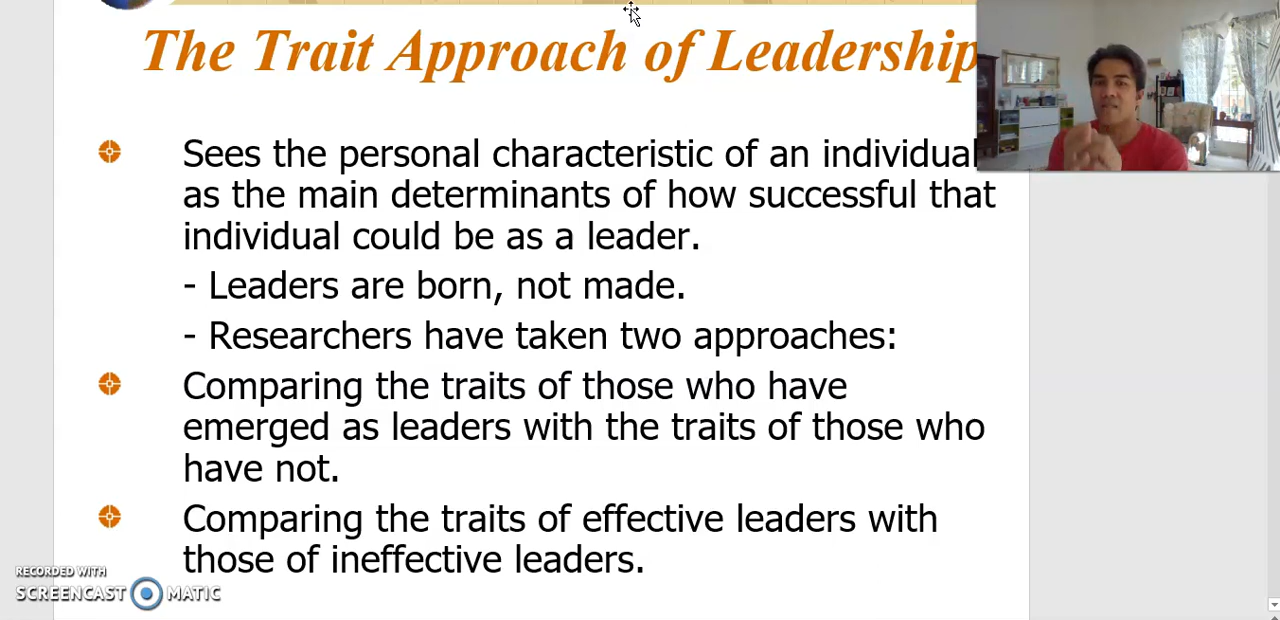 The Trait Approach of Leadership
Sees the personal characteristic of an individual
as the main determinants of how successful that
individual could be as a leader.
- Leaders are born, not made.
- Researchers have taken two approaches:
Comparing the traits of those who have
emerged as leaders with the traits of those who
have not.
Comparing the traits of effective leaders with
those of ineffective leaders.
RECORDED WITH
SCREENCAST MATIC